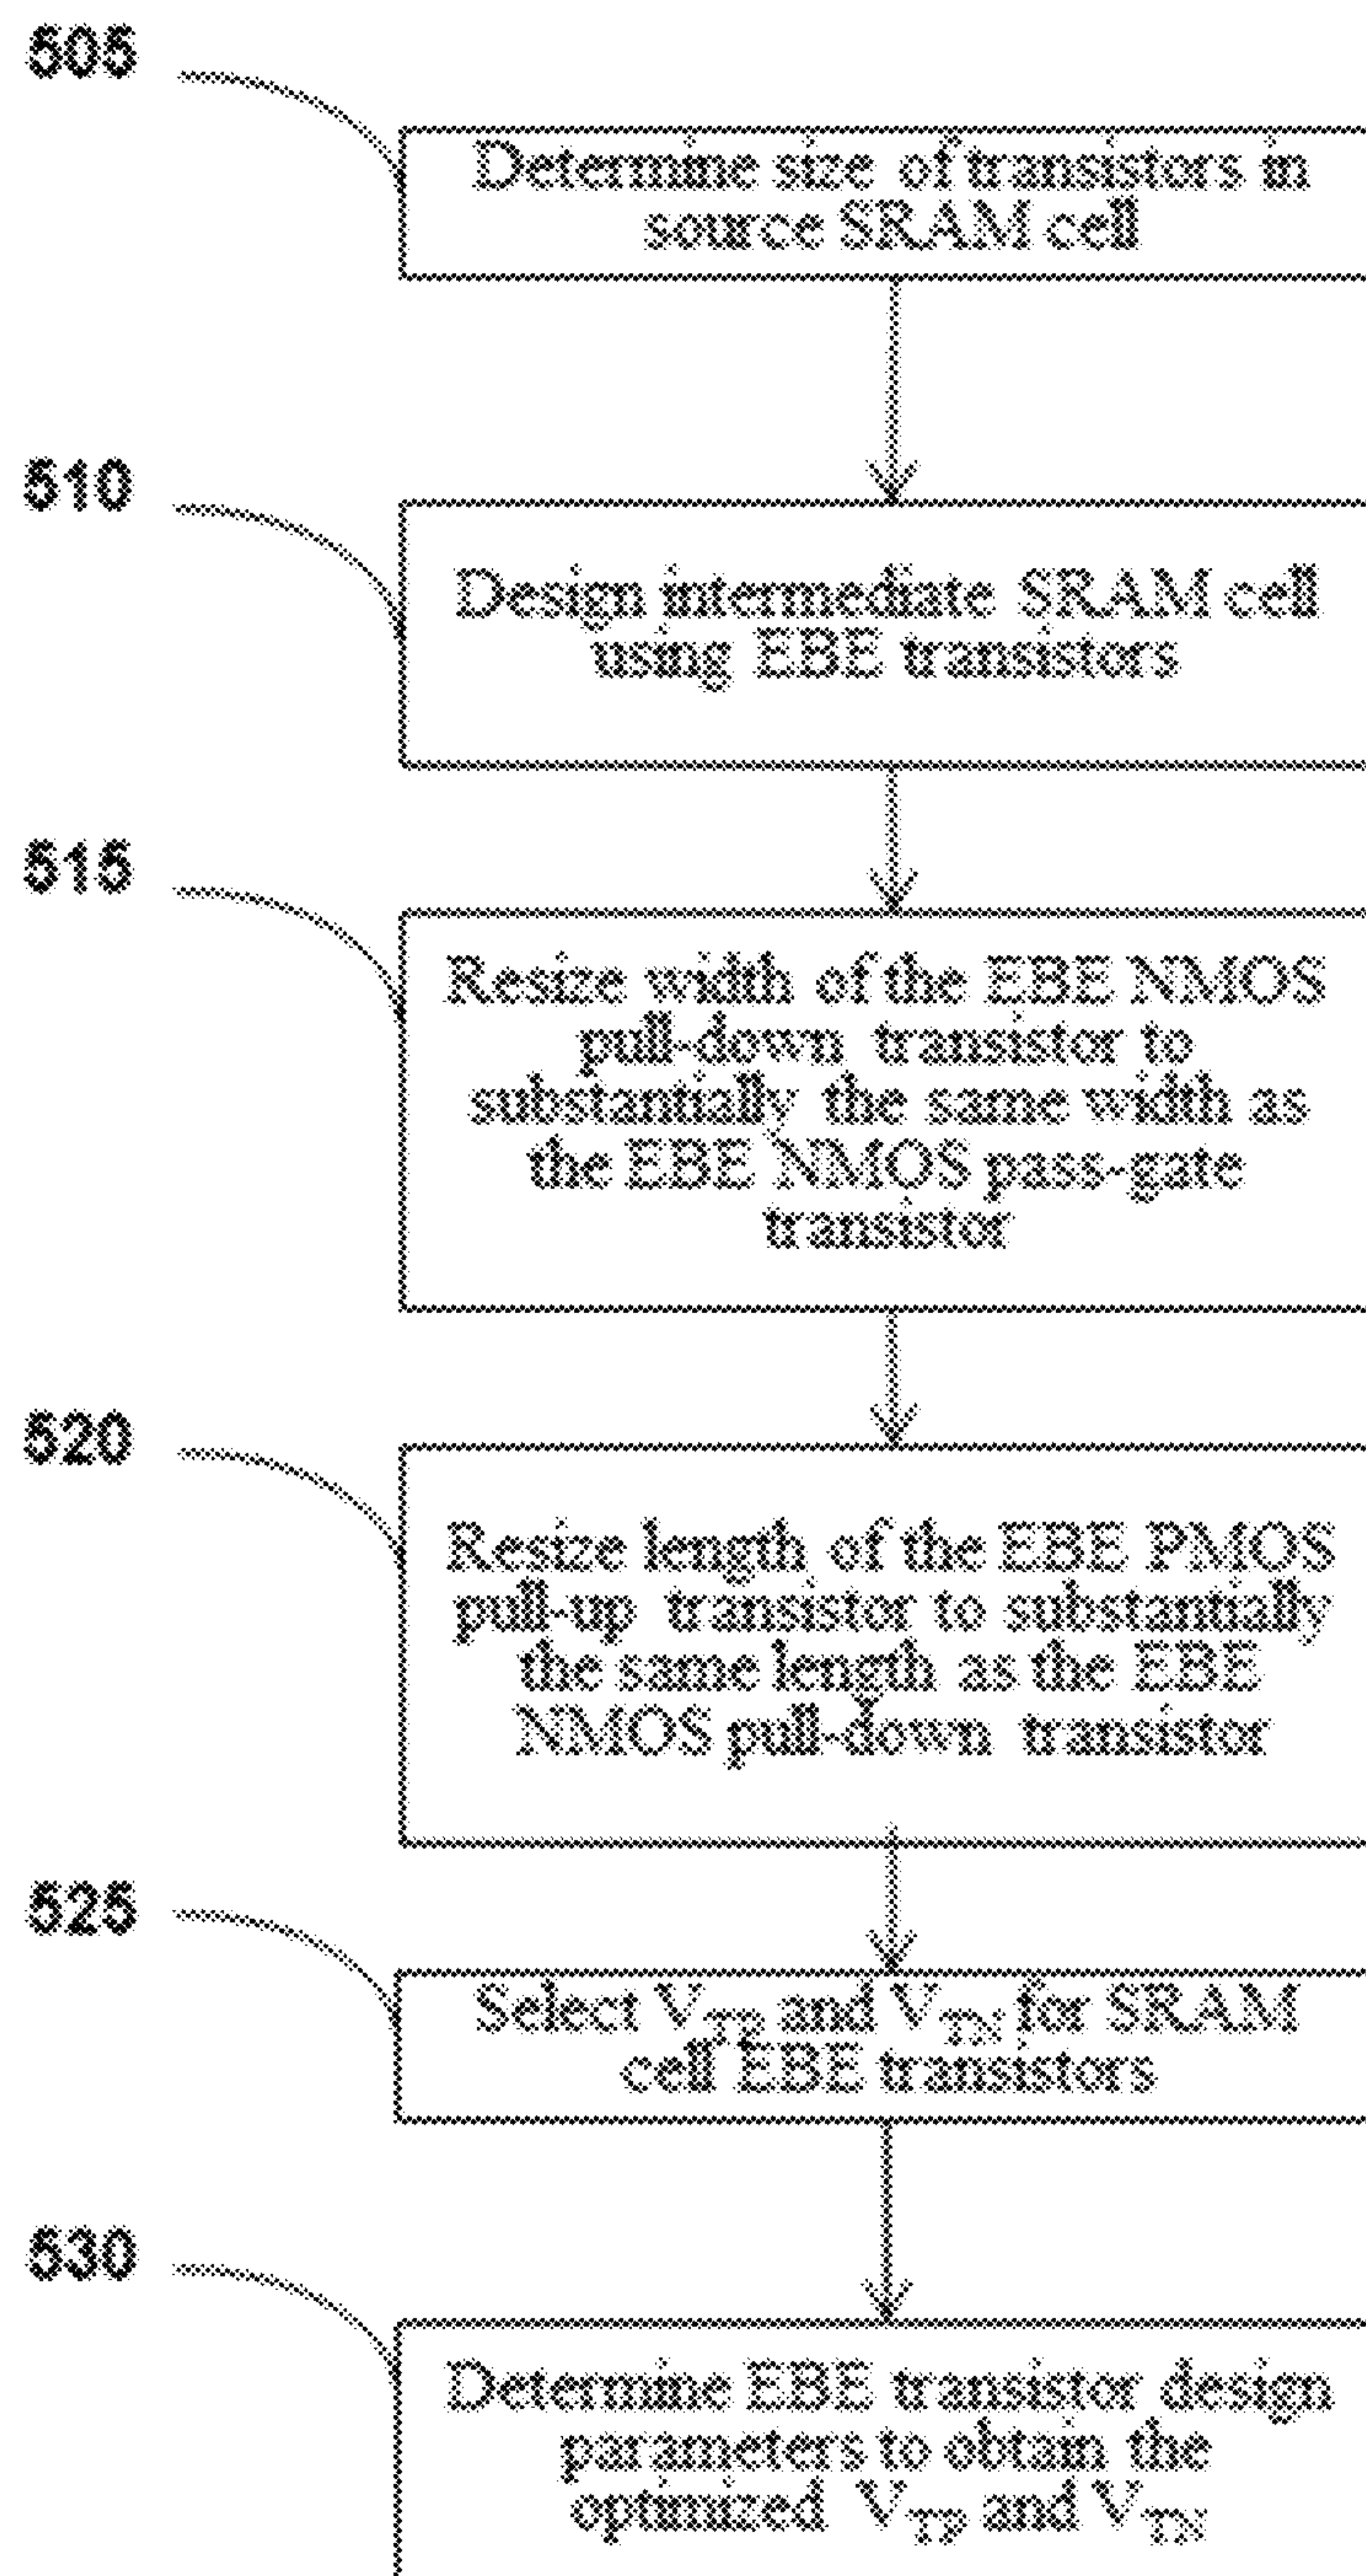 505
Determine size of transistors in
source SRAM cell
510
Design intermediate SRAM cell
using EBE transistors
515
Resize width of the EBE NMOS
pull-down transistor to
substantially the same width as
the EBE NMOS pass-gate
transistor
520
Resize length of the EBE PMOS
pull-up transistor to substantially
the same length as the EBE
NMOS pull-down transistor
525
Select V_TP and V_TN for SRAM
cell EBE transistors
530
Determine EBE transistor design
parameters to obtain the
optimized V_TP and V_TN